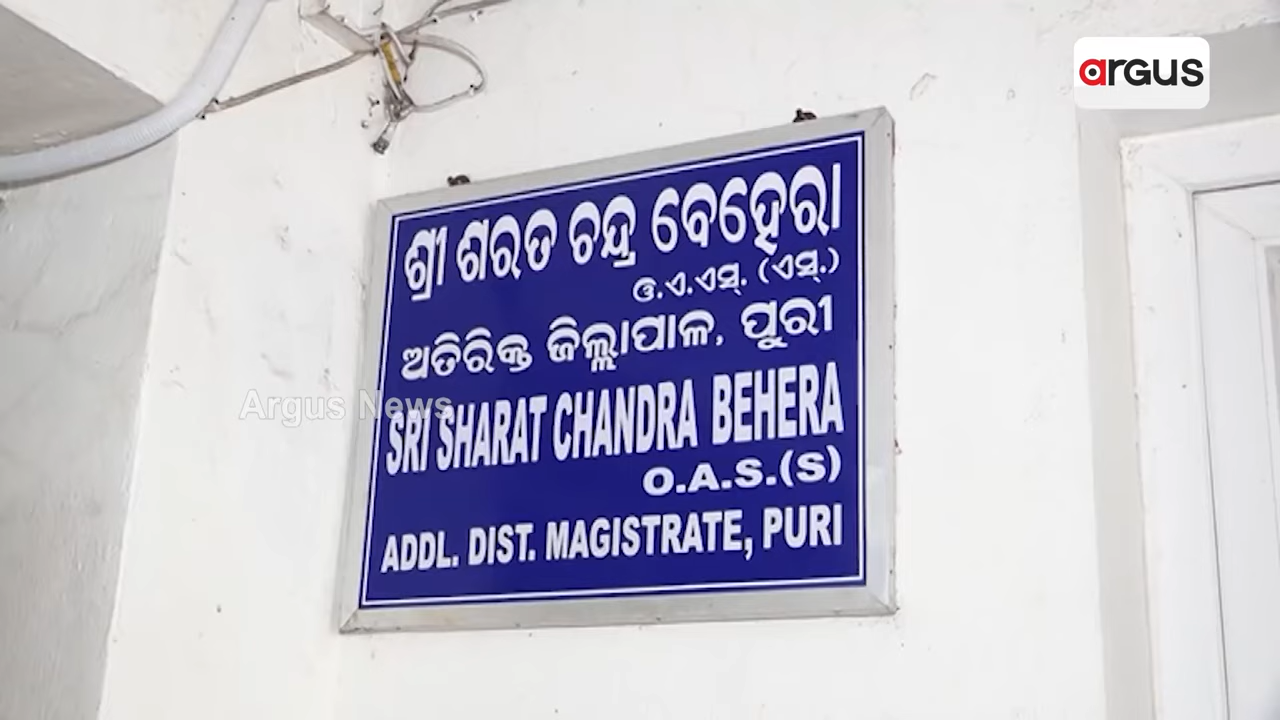 argus
ଶ୍ରୀ ଶରତ ଚନ୍ଦ୍ର ବେହେରା
ଓ.ଏ.ଏସ୍. (ଏସ୍.)
ଅତିରିକ୍ତ ଜିଲ୍ଲାପାଳ, ପୁରୀ
Argus News
SRI SHARAT CHANDRA BEHERA
O.A.S.(S)
ADDL. DIST. MAGISTRATE, PURI